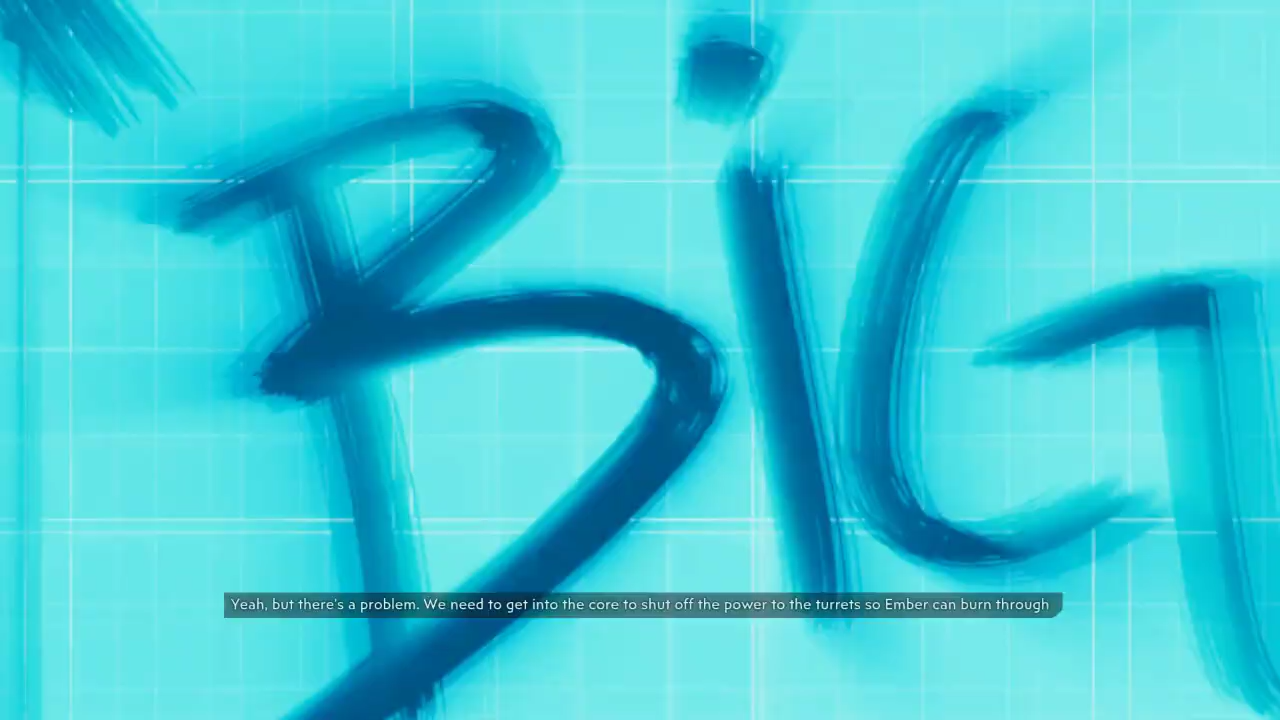 BiG
Yeah, but there's a problem. We need to get into the core to shut off the power to the turrets so Ember can burn through